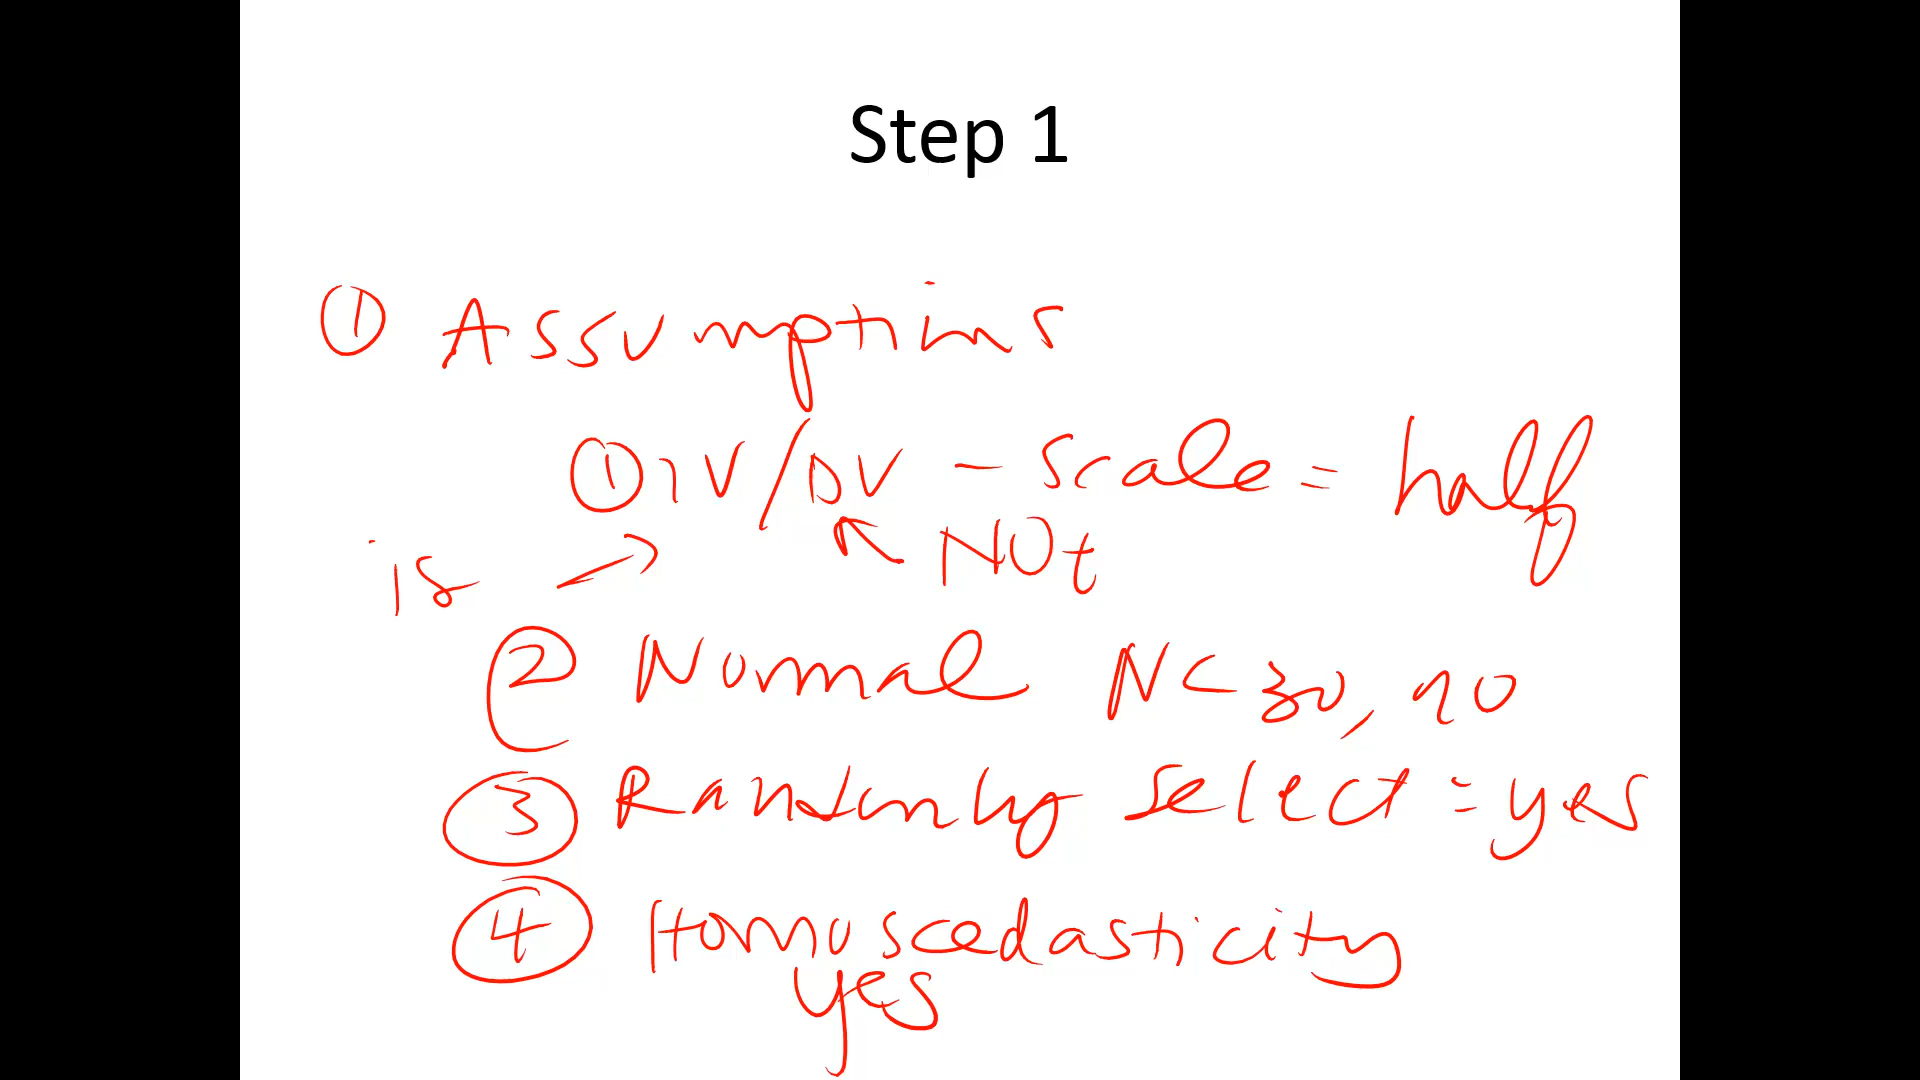 Step 1
① Assumptions
① IV/DV - Scale = half
is → ↖ NOt
② Normal N<30, no
③ Randomly select = yes
④ Homoscedasticity
yes